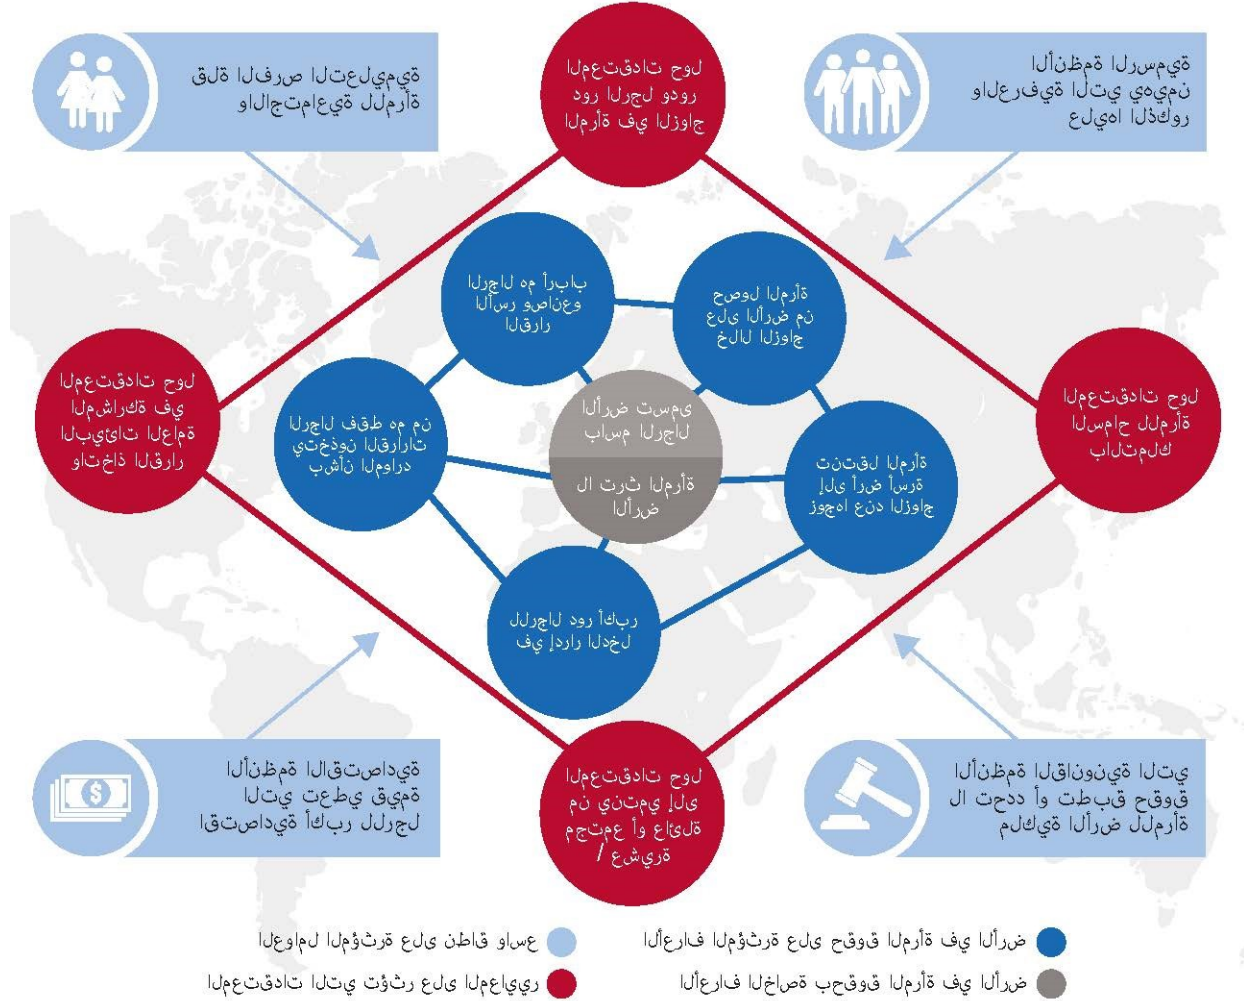 قلة الفرص التعليمية
والاجتماعية للمرأة
المعتقدات حول
دور الرجل ودور
المرأة في الزواج
الأنظمة الرسمية
والعرفية التي يهيمن
عليها الذكور
الرجال هم أرباب
الأسر وصانعو
القرار
حصول المرأة
على الأرض من
خلال الزواج
المعتقدات حول
المشاركة في
البيئات العامة
واتخاذ القرار
الرجال فقط هم من
يتخذون القرارات
بشأن الموارد
الأرض تسمى
باسم الرجال
لا ترث المرأة
الأرض
تنتقل المرأة
إلى أرض أسرة
زوجها عند الزواج
المعتقدات حول
السماح للمرأة
بالتملك
للرجال دور أكبر
في إدرار الدخل
الأنظمة الاقتصادية
التي تعطي قيمة
اقتصادية أكبر للرجل
المعتقدات حول
من ينتمي إلى
مجتمع أو عائلة
/ عشيرة
الأنظمة القانونية التي
لا تحدد أو تطبق حقوق
ملكية الأرض للمرأة
العوامل المؤثرة على نطاق واسع
الأعراف المؤثرة على حقوق المرأة في الأرض
المعتقدات التي تؤثر على المعايير
الأعراف الخاصة بحقوق المرأة في الأرض